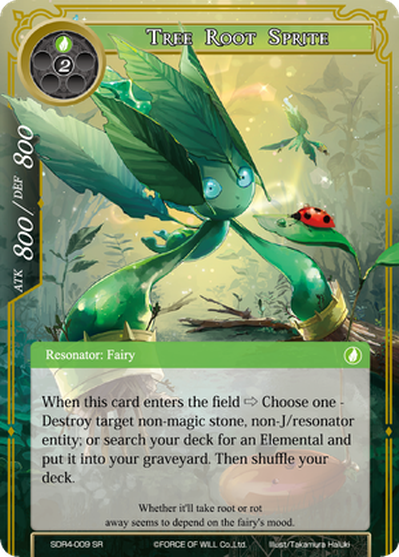 Tree Root Sprite
2
ATK 800 / DEF 800
Resonator: Fairy
When this card enters the field ⇨ Choose one -
Destroy target non-magic stone, non-J/resonator
entity; or search your deck for an Elemental and
put it into your graveyard. Then shuffle your
deck.
Whether it'll take root or rot
away seems to depend on the fairy's mood.
SDR4-009 SR
©FORCE OF WILL Co.,Ltd.
Illust/Takamura Haiuki